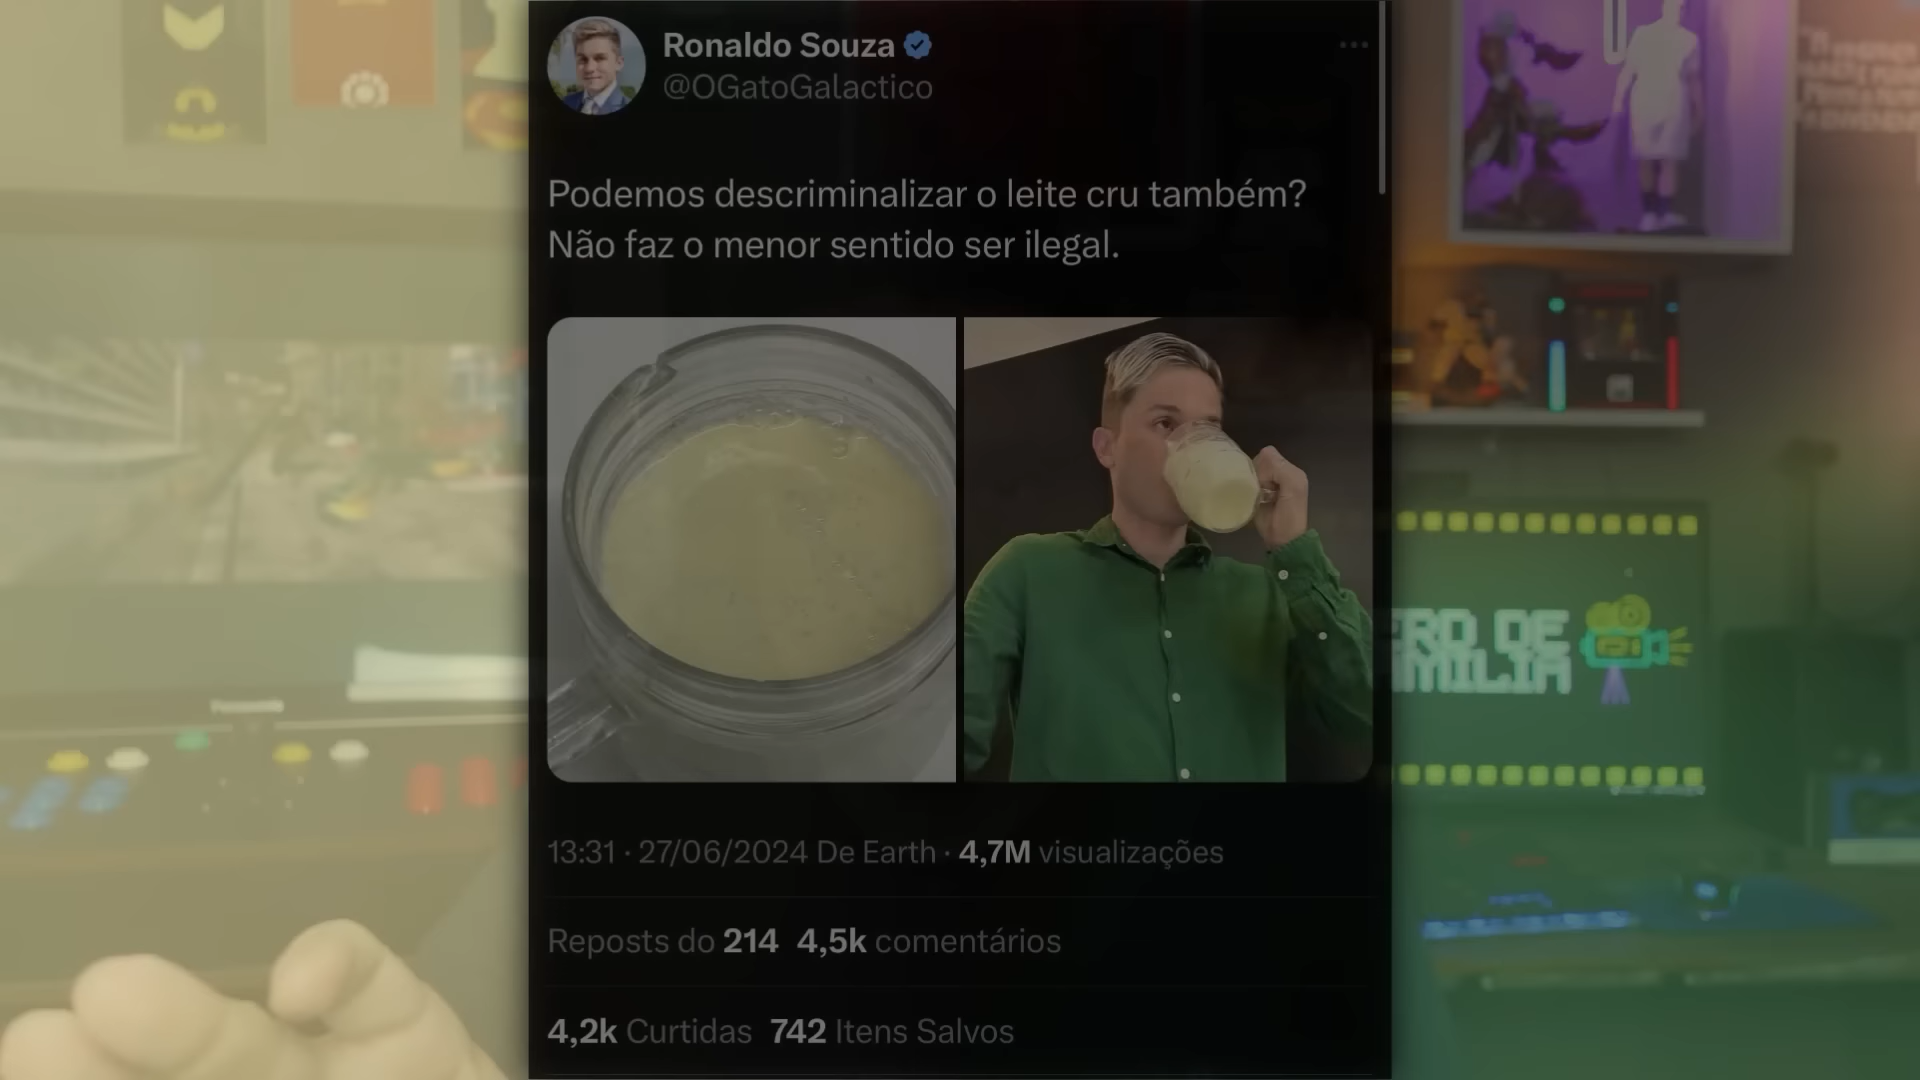 Ronaldo Souza
@OGatoGalactico
Podemos descriminalizar o leite cru também?
Não faz o menor sentido ser ilegal.
13:31 · 27/06/2024 De Earth · 4,7M visualizações
Reposts do 214 4,5k comentários
4,2k Curtidas 742 Itens Salvos
DE